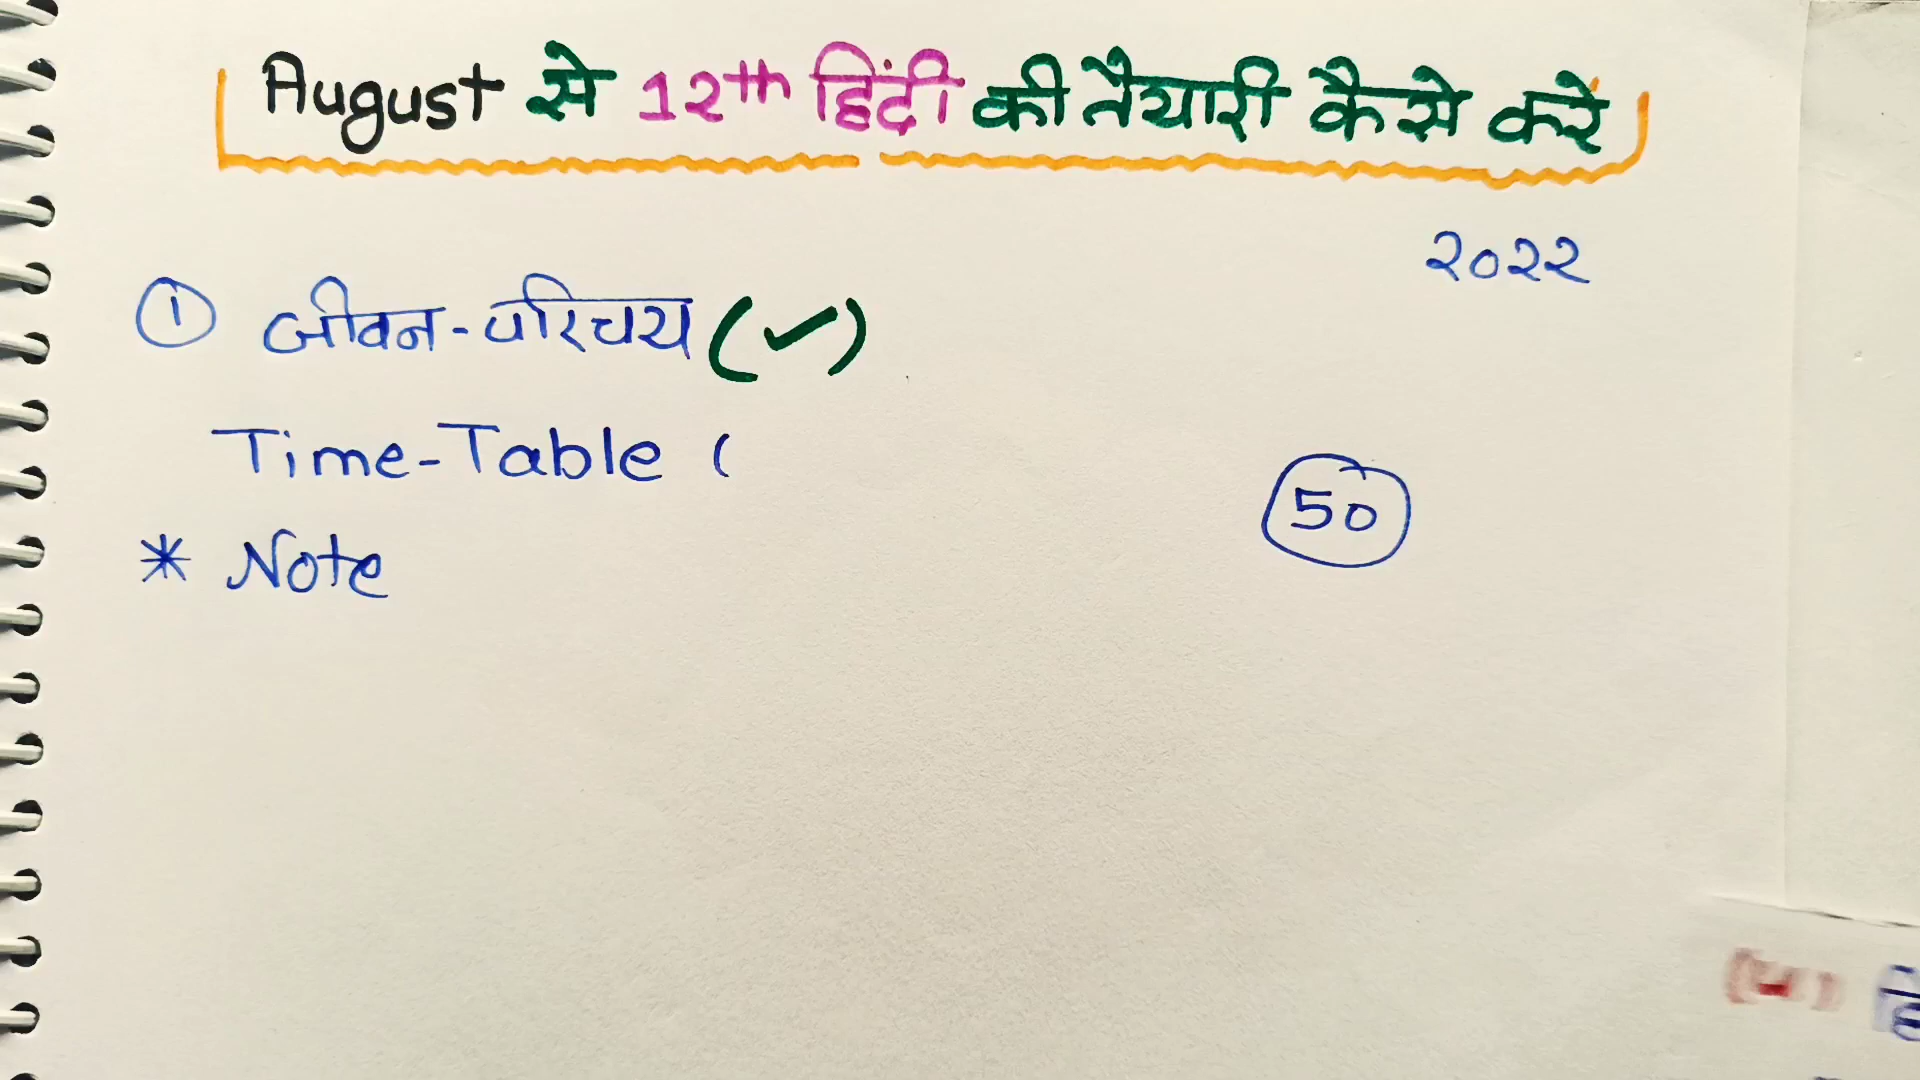 August से 12th हिंदी की तैयारी कैसे करें
2022
① जीवन-परिचय (✓)
Time-Table (
50
* Note